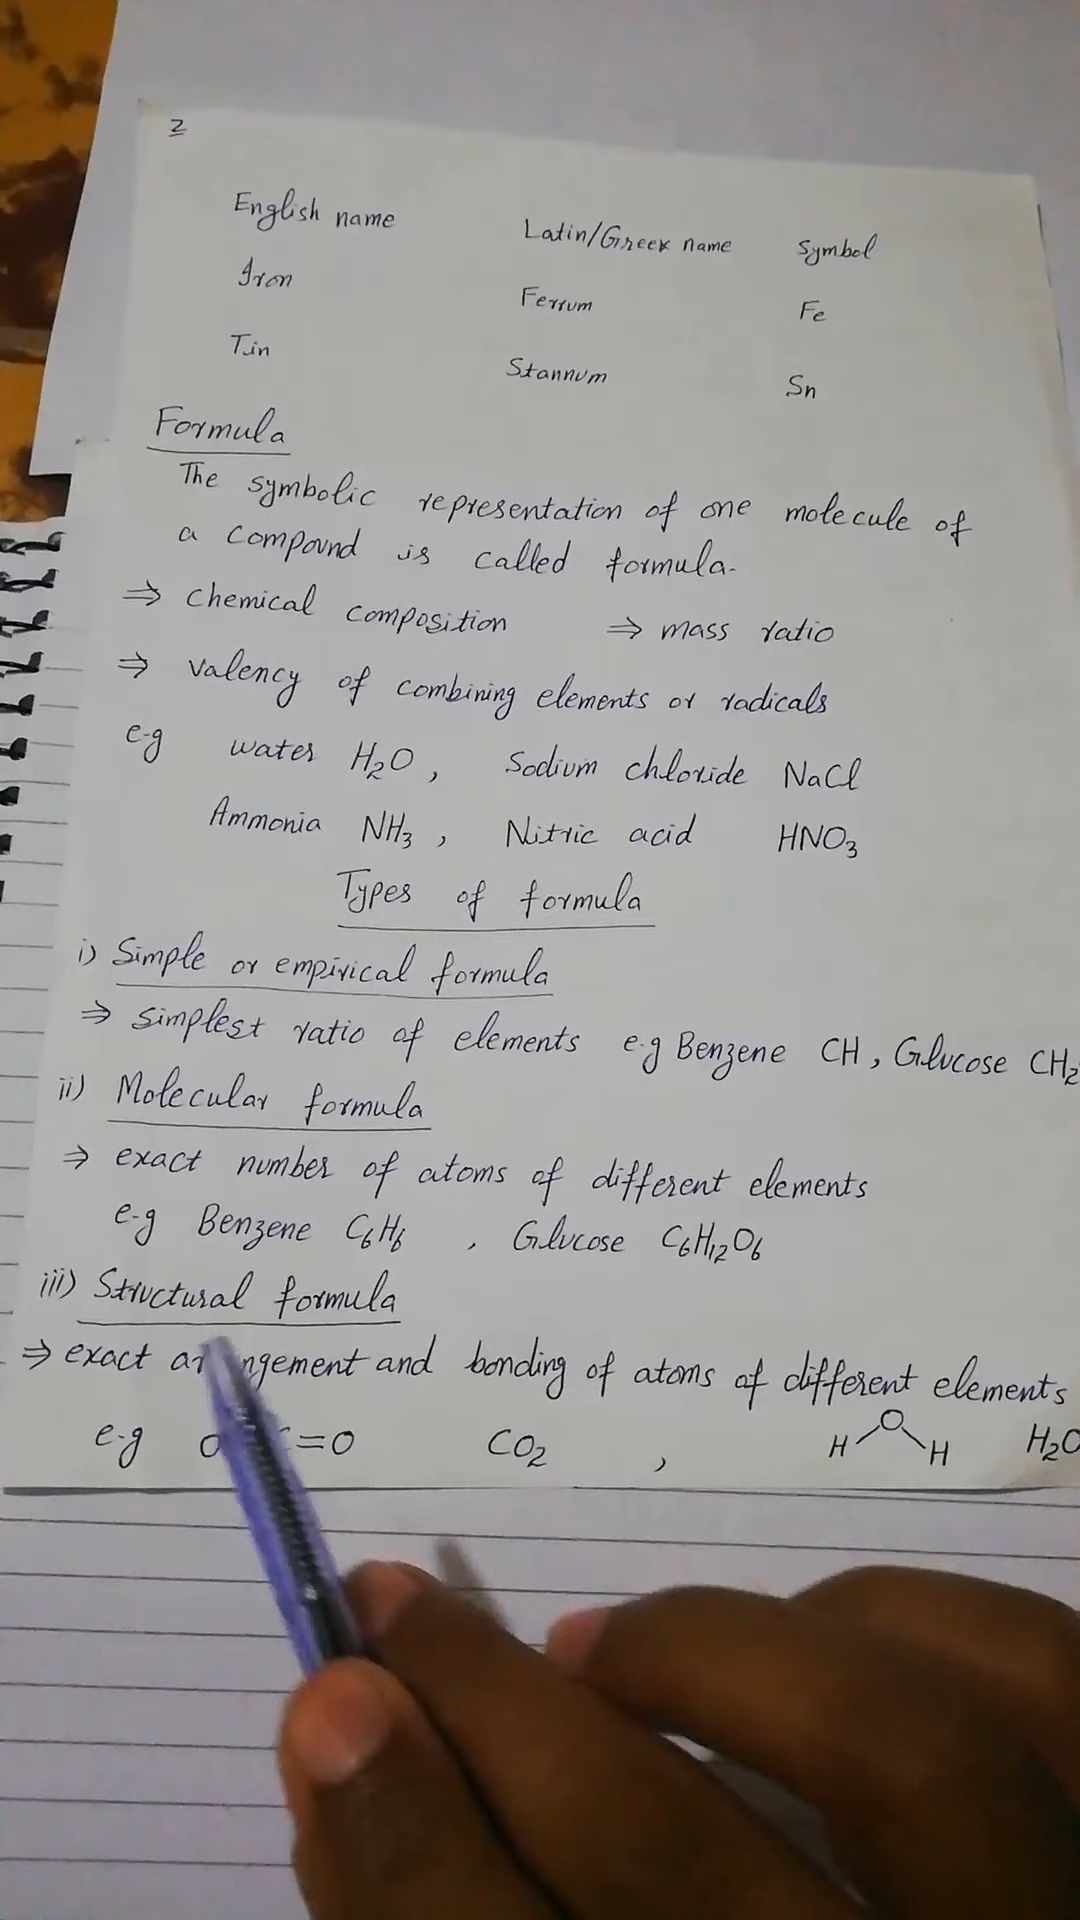 2
English name Latin/Greek name Symbol
Iron Ferrum Fe
Tin Stannum Sn
Formula
The symbolic representation of one molecule of
a compound is called formula.
⇒ chemical composition ⇒ mass ratio
⇒ valency of combining elements or radicals
e-g water H₂O, Sodium chloride NaCl
Ammonia NH₃, Nitric acid HNO₃
Types of formula
i) Simple or empirical formula
⇒ simplest ratio of elements e.g Benzene CH, Glucose CH₂
ii) Molecular formula
⇒ exact number of atoms of different elements
e-g Benzene C₆H₆, Glucose C₆H₁₂O₆
iii) Structural formula
⇒ exact and bonding of atoms of different elements
e-g =O CO₂, H O H H₂O